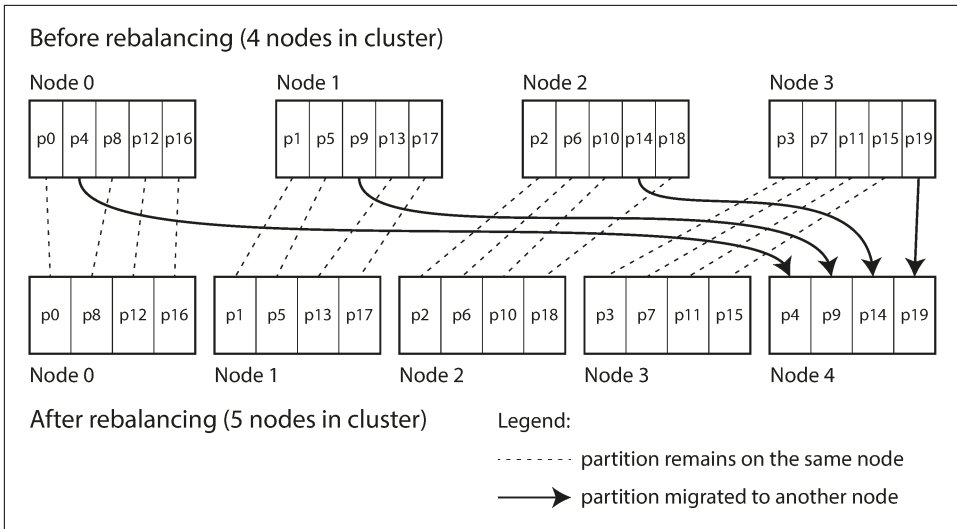 Before rebalancing (4 nodes in cluster)
Node 0 Node 1 Node 2 Node 3
p0 p4 p8 p12 p16 p1 p5 p9 p13 p17 p2 p6 p10 p14 p18 p3 p7 p11 p15 p19
p0 p8 p12 p16 p1 p5 p13 p17 p2 p6 p10 p18 p3 p7 p11 p15 p4 p9 p14 p19
Node 0 Node 1 Node 2 Node 3 Node 4
After rebalancing (5 nodes in cluster)
Legend:
partition remains on the same node
partition migrated to another node